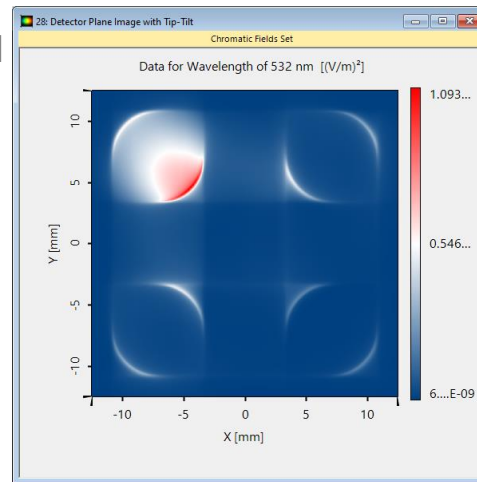 28: Detector Plane Image with Tip-Tilt
Chromatic Fields Set
Data for Wavelength of 532 nm [(V/m)²]
1.093...
0.546...
6....E-09
10
5
0
-5
-10
Y [mm]
-10 -5 0 5 10
X [mm]